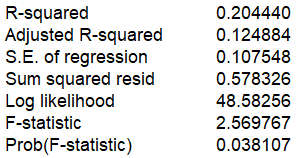 R-squared 0.204440
Adjusted R-squared 0.124884
S.E. of regression 0.107548
Sum squared resid 0.578326
Log likelihood 48.58256
F-statistic 2.569767
Prob(F-statistic) 0.038107